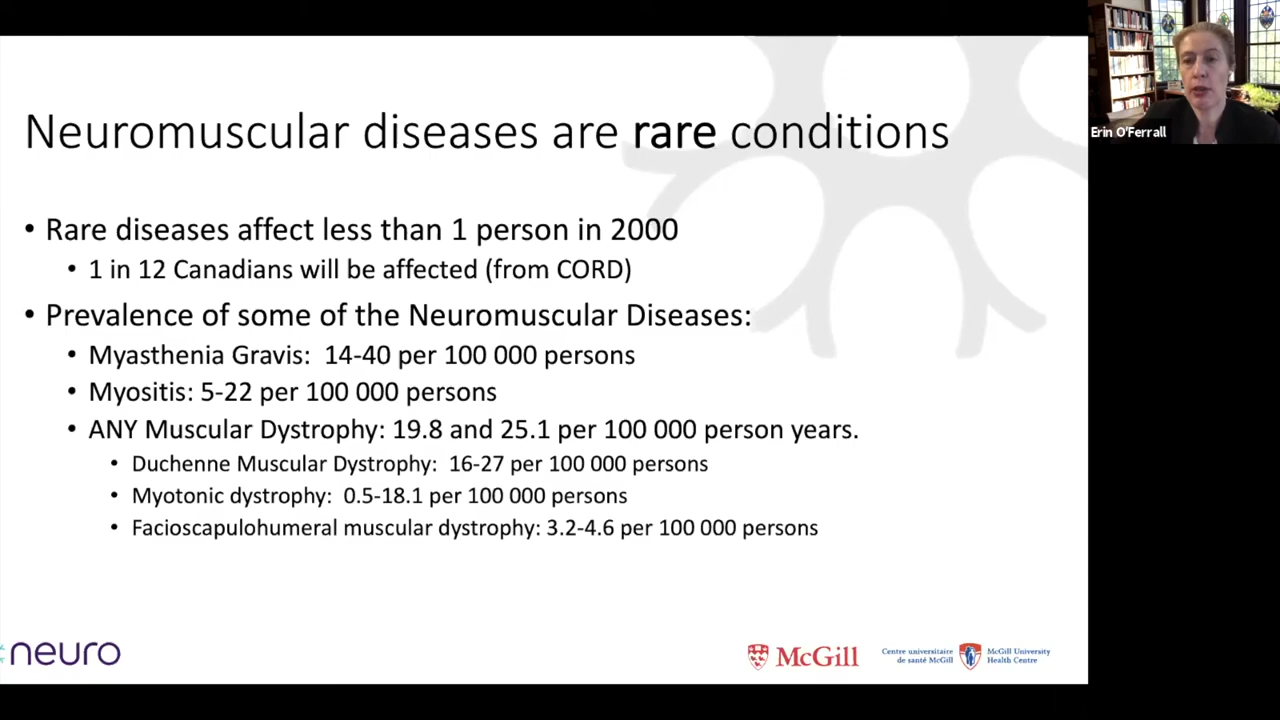 Neuromuscular diseases are rare conditions
• Rare diseases affect less than 1 person in 2000
• 1 in 12 Canadians will be affected (from CORD)
• Prevalence of some of the Neuromuscular Diseases:
• Myasthenia Gravis: 14-40 per 100 000 persons
• Myositis: 5-22 per 100 000 persons
• ANY Muscular Dystrophy: 19.8 and 25.1 per 100 000 person years.
• Duchenne Muscular Dystrophy: 16-27 per 100 000 persons
• Myotonic dystrophy: 0.5-18.1 per 100 000 persons
• Facioscapulohumeral muscular dystrophy: 3.2-4.6 per 100 000 persons
neuro
McGill
Centre universitaire
de santé McGill
McGill University
Health Centre
Erin O'Ferrall